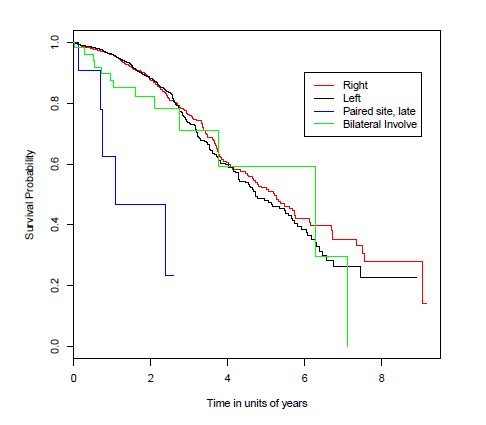 1.0
0.8
0.6
0.4
0.2
0.0
Survival Probability
0 2 4 6 8
Time in units of years
Right
Left
Paired site, late
Bilateral Involve